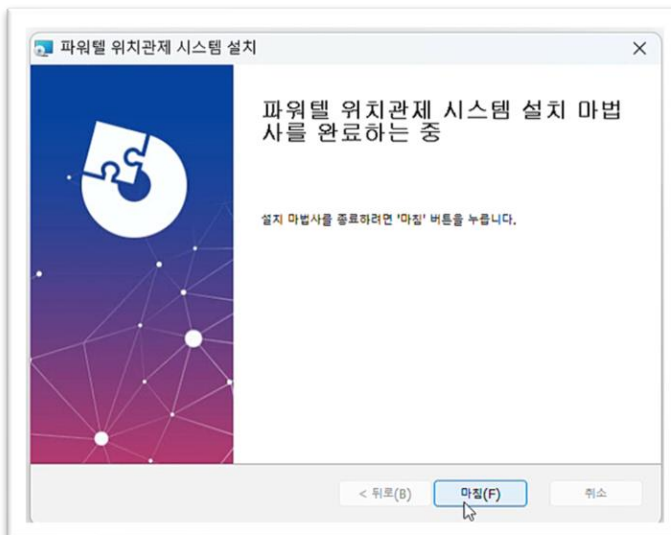 파워텔 위치관제 시스템 설치
파워텔 위치관제 시스템 설치 마법
사를 완료하는 중
설치 마법사를 종료하려면 '마침' 버튼을 누릅니다.
< 뒤로(B)
마침(F)
취소